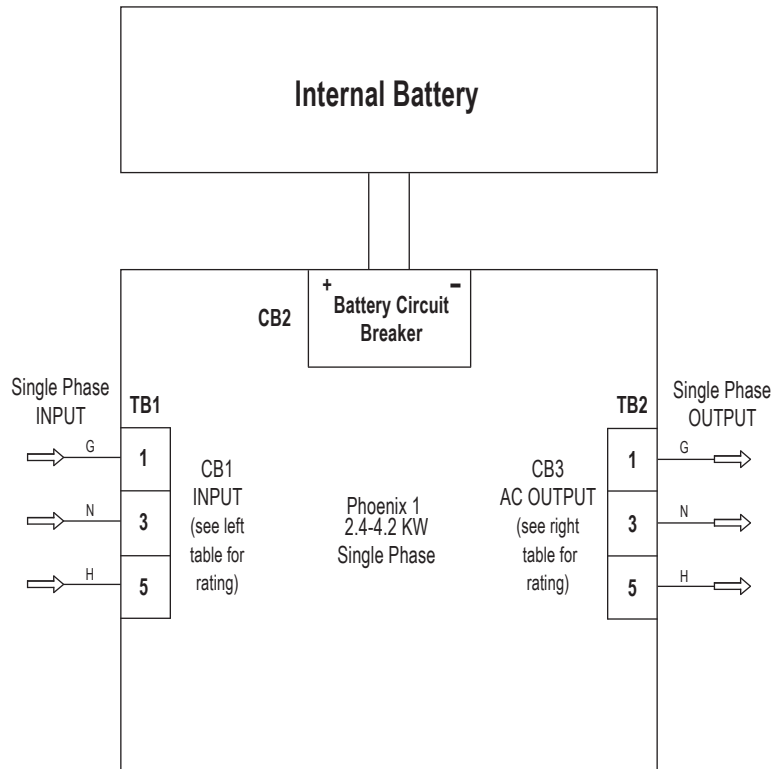 Internal Battery
+ −
Battery Circuit
Breaker
CB2
Single Phase
INPUT
TB1
G
1
N
3
H
5
CB1
INPUT
(see left
table for
rating)
Phoenix 1
2.4-4.2 KW
Single Phase
CB3
AC OUTPUT
(see right
table for
rating)
TB2
Single Phase
OUTPUT
1
G
3
N
5
H